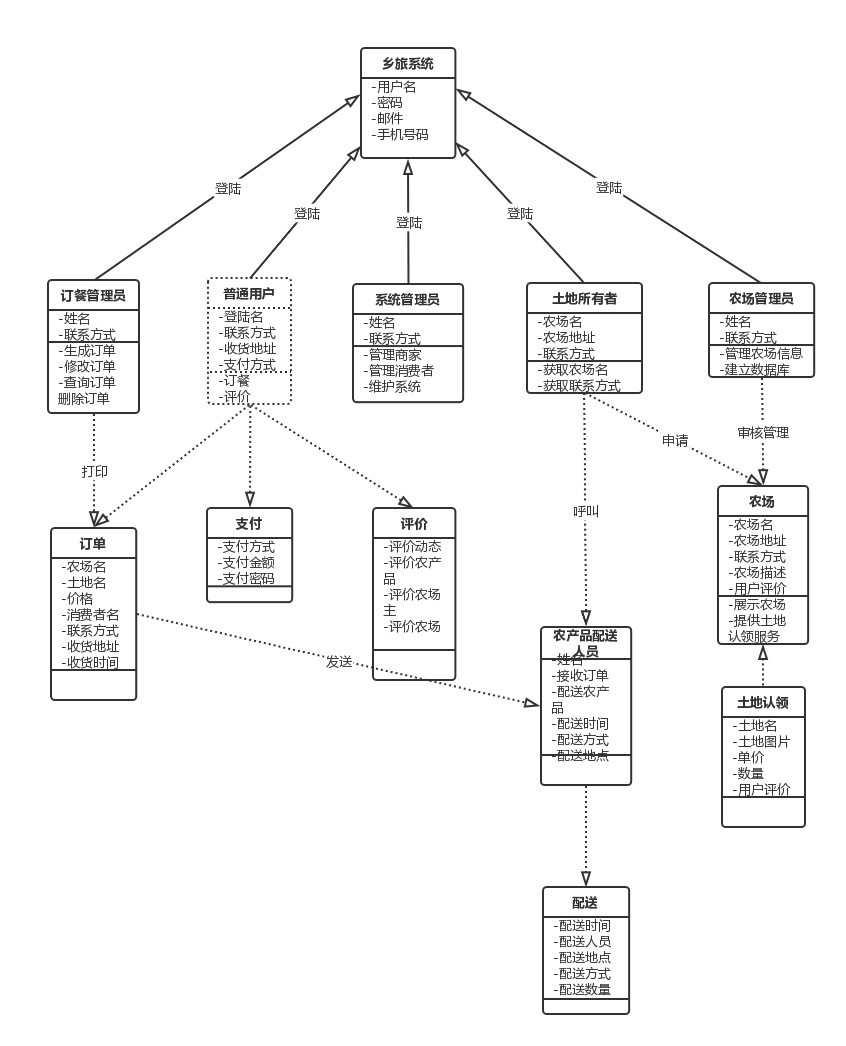 乡旅系统
-用户名
-密码
-邮件
-手机号码
登陆
登陆
登陆
登陆
登陆
订餐管理员
-姓名
-联系方式
-生成订单
-修改订单
-查询订单
删除订单
普通用户
-登陆名
-联系方式
-收货地址
-支付方式
-订餐
-评价
系统管理员
-姓名
-联系方式
-管理商家
-管理消费者
-维护系统
土地所有者
-农场名
-农场地址
-联系方式
-获取农场名
-获取联系方式
农场管理员
-姓名
-联系方式
-管理农场信息
-建立数据库
打印
申请
审核管理
呼叫
订单
-农场名
-土地名
-价格
-消费者名
-联系方式
-收货地址
-收货时间
支付
-支付方式
-支付金额
-支付密码
评价
-评价动态
-评价农产
品
-评价农场
主
-评价农场
农场
-农场名
-农场地址
-联系方式
-农场描述
-用户评价
-展示农场
-提供土地
认领服务
发送
农产品配送
人员
-姓名
-接收订单
-配送农产
品
-配送时间
-配送方式
-配送地点
土地认领
-土地名
-土地图片
-单价
-数量
-用户评价
配送
-配送时间
-配送人员
-配送地点
-配送方式
-配送数量